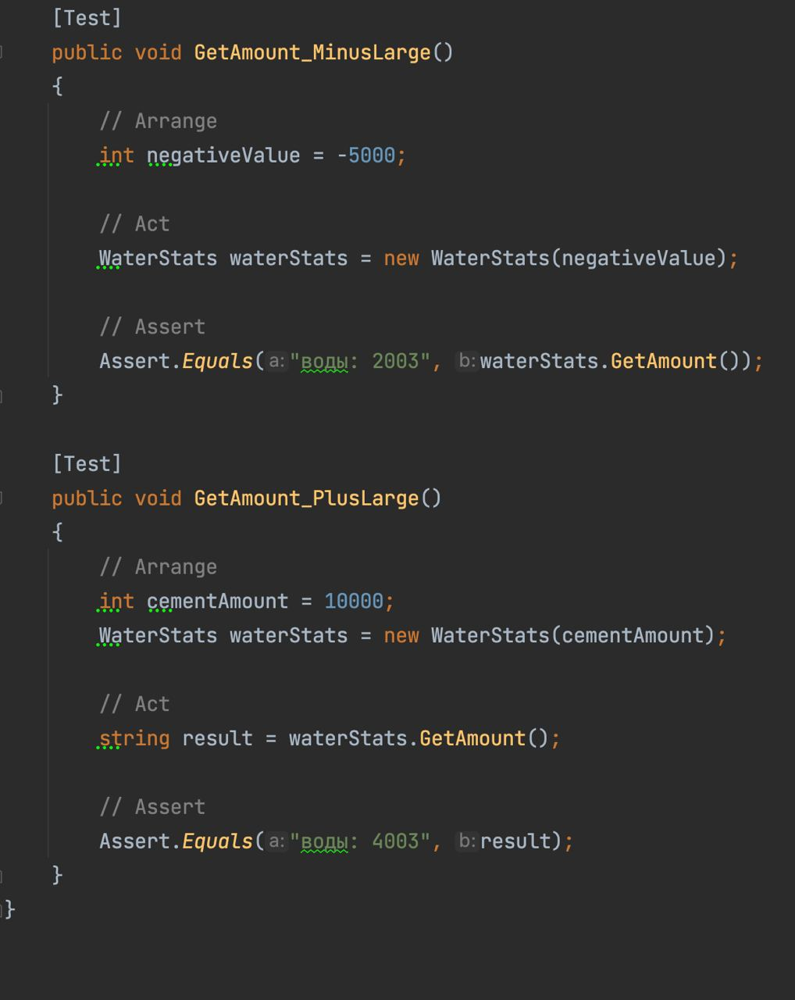 [Test]
public void GetAmount_MinusLarge()
{
// Arrange
int negativeValue = -5000;
// Act
WaterStats waterStats = new WaterStats(negativeValue);
// Assert
Assert.Equals( a: "воды: 2003", b: waterStats.GetAmount());
}
[Test]
public void GetAmount_PlusLarge()
{
// Arrange
int cementAmount = 10000;
WaterStats waterStats = new WaterStats(cementAmount);
// Act
string result = waterStats.GetAmount();
// Assert
Assert.Equals( a: "воды: 4003", b: result);
}
}